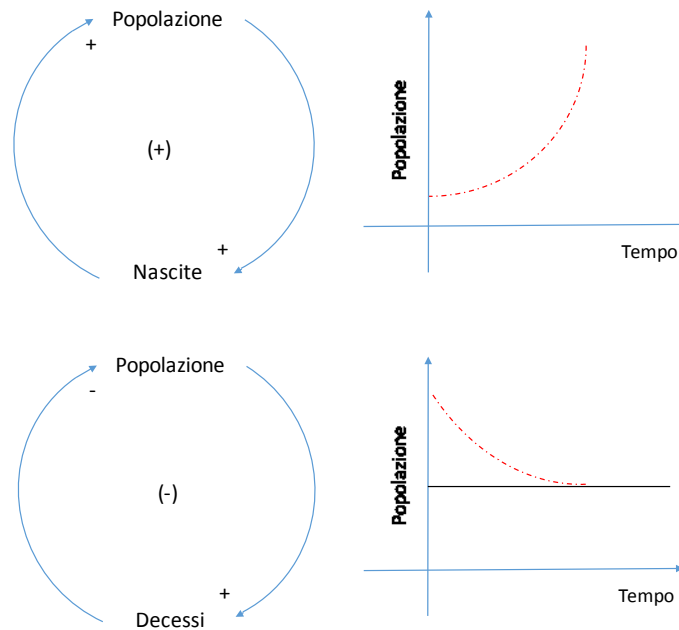 Popolazione
+
(+)
+
Nascite
Popolazione
Tempo
Popolazione
-
(-)
+
Decessi
Popolazione
Tempo